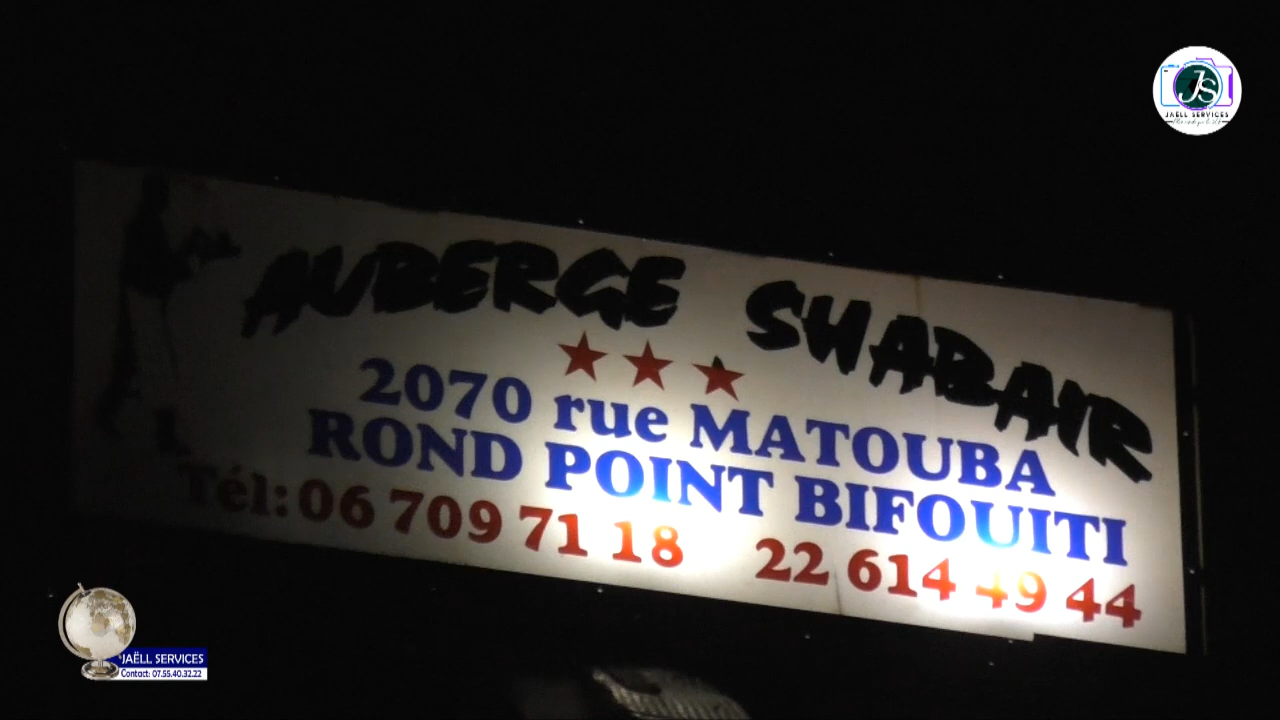 JS
JAËLL SERVICES
AUBERGE SHABAIR
2070 rue MATOUBA
ROND POINT BIFOUITI
Tél: 06 709 71 18 22 614 49 44
JAËLL SERVICES
Contact: 07.55.40.32.22